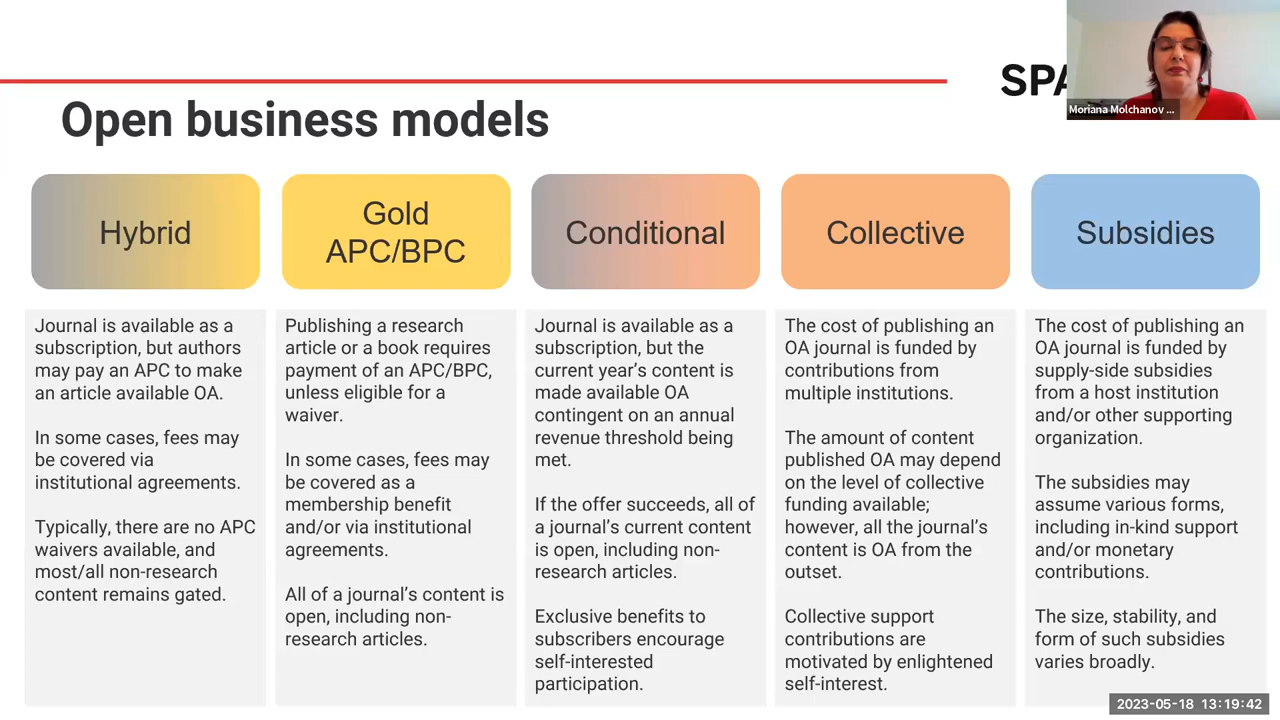 SPA
Moriana Molchanov ...
Open business models
Hybrid
Gold
APC/BPC
Conditional
Collective
Subsidies
Journal is available as a
subscription, but authors
may pay an APC to make
an article available OA.
In some cases, fees may
be covered via
institutional agreements.
Typically, there are no APC
waivers available, and
most/all non-research
content remains gated.
Publishing a research
article or a book requires
payment of an APC/BPC,
unless eligible for a
waiver.
In some cases, fees may
be covered as a
membership benefit
and/or via institutional
agreements.
All of a journal's content is
open, including non-
research articles.
Journal is available as a
subscription, but the
current year's content is
made available OA
contingent on an annual
revenue threshold being
met.
If the offer succeeds, all of
a journal's current content
is open, including non-
research articles.
Exclusive benefits to
subscribers encourage
self-interested
participation.
The cost of publishing an
OA journal is funded by
contributions from
multiple institutions.
The amount of content
published OA may depend
on the level of collective
funding available;
however, all the journal's
content is OA from the
outset.
Collective support
contributions are
motivated by enlightened
self-interest.
The cost of publishing an
OA journal is funded by
supply-side subsidies
from a host institution
and/or other supporting
organization.
The subsidies may
assume various forms,
including in-kind support
and/or monetary
contributions.
The size, stability, and
form of such subsidies
varies broadly.
2023-05-18 13:19:42